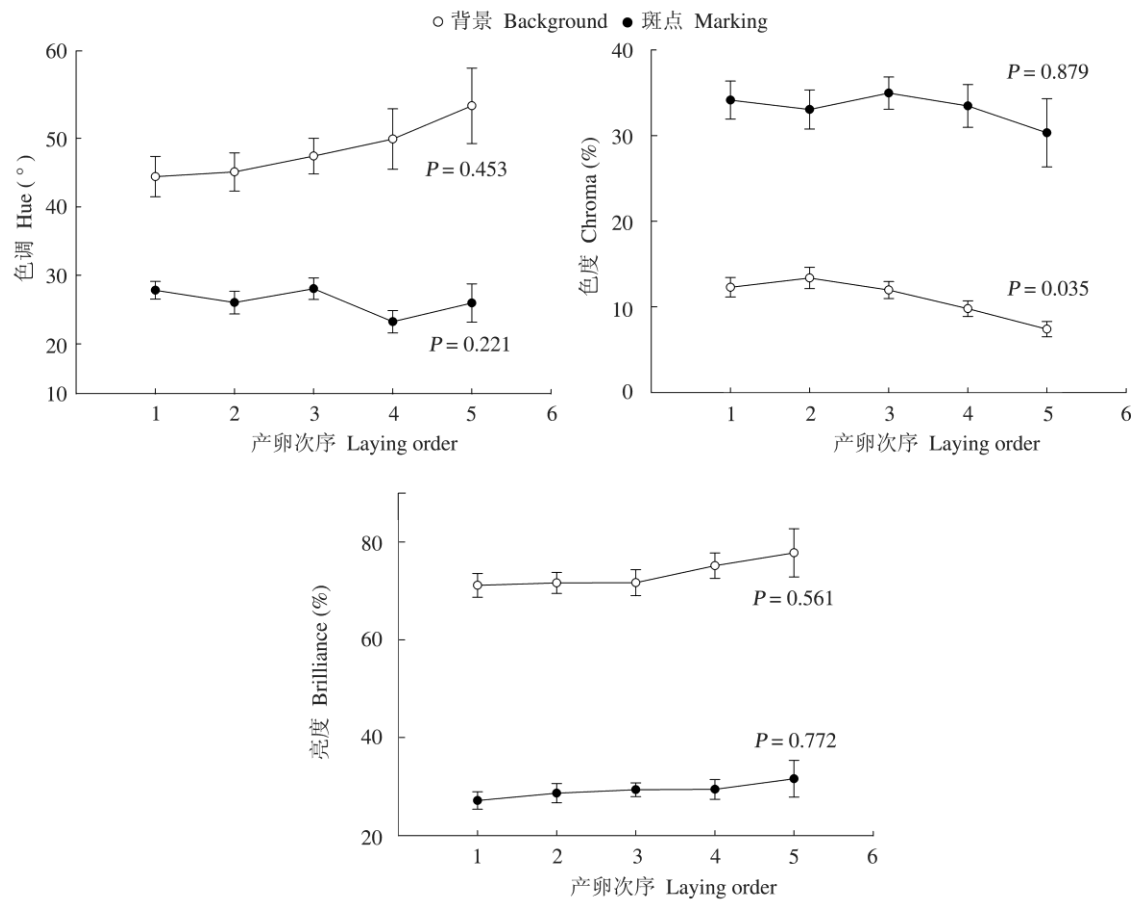 背景 Background 斑点 Marking
60
50
40
30
20
10
色调 Hue (°)
P = 0.453
P = 0.221
1 2 3 4 5 6
产卵次序 Laying order
40
30
20
10
0
色度 Chroma (%)
P = 0.879
P = 0.035
1 2 3 4 5 6
产卵次序 Laying order
80
60
40
20
亮度 Brilliance (%)
P = 0.561
P = 0.772
1 2 3 4 5 6
产卵次序 Laying order